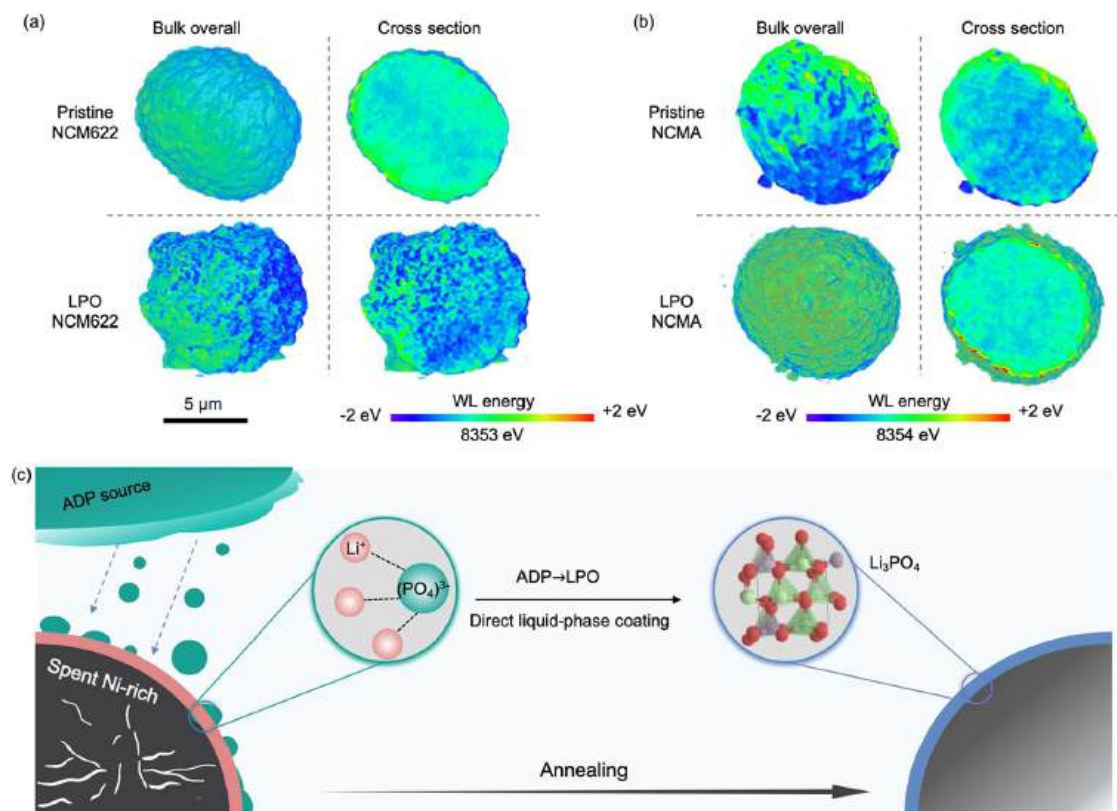 (a)
Bulk overall
Cross section
Pristine
NCM622
LPO
NCM622
5 μm
WL energy
-2 eV
+2 eV
8353 eV
(b)
Bulk overall
Cross section
Pristine
NCMA
LPO
NCMA
WL energy
-2 eV
+2 eV
8354 eV
(c)
ADP source
Li⁺
(PO₄)³⁻
ADP→LPO
Direct liquid-phase coating
Li₃PO₄
Spent Ni-rich
Annealing